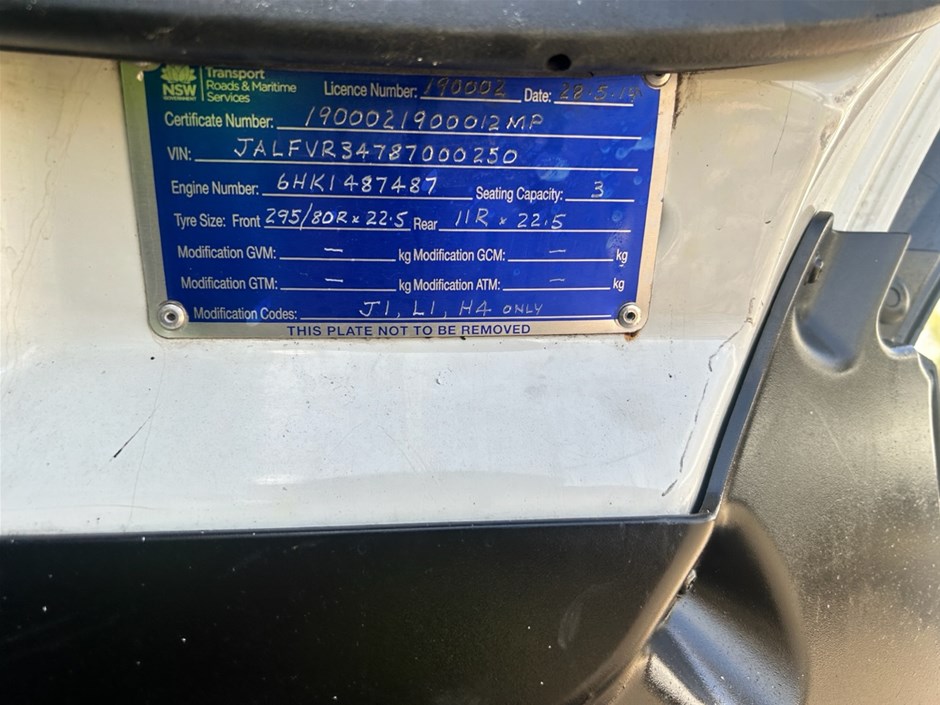 NSW GOVERNMENT Transport Roads & Maritime Services
Licence Number: 190002 Date: 28.5.19
Certificate Number: 1900021900012MP
VIN: JALFVR34787000250
Engine Number: 6HK1487487 Seating Capacity: 3
Tyre Size: Front 295/80R x 22.5 Rear 11R x 22.5
Modification GVM: — kg Modification GCM: — kg
Modification GTM: — kg Modification ATM: — kg
Modification Codes: J1, L1, H4 ONLY
THIS PLATE NOT TO BE REMOVED